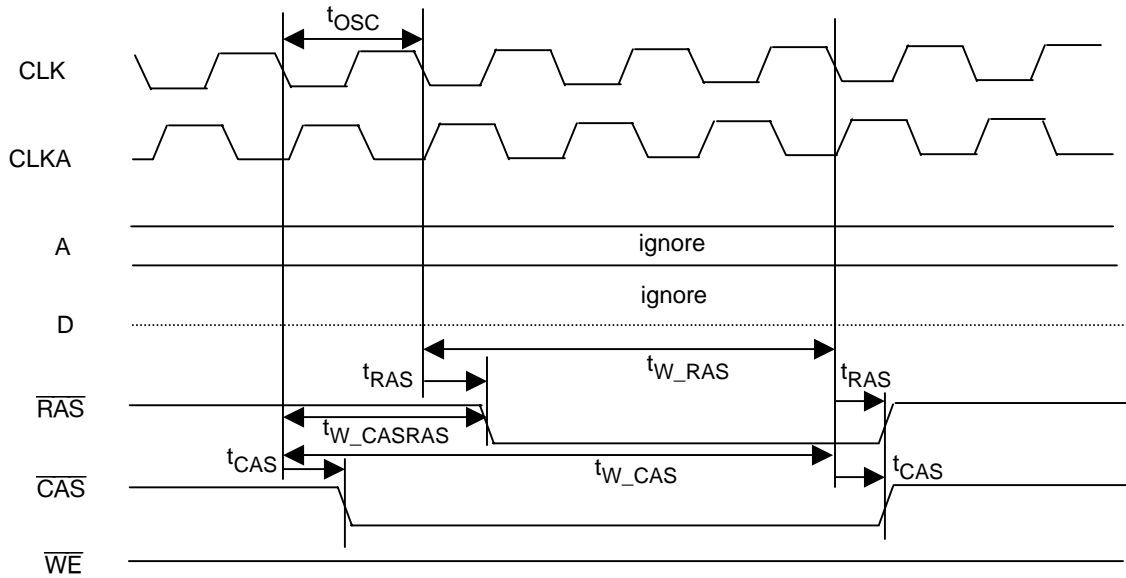 tOSC
CLK
CLKA
A
ignore
ignore
D
tRAS
tW_RAS
tRAS
RAS
tW_CASRAS
tCAS
tW_CAS
tCAS
CAS
WE